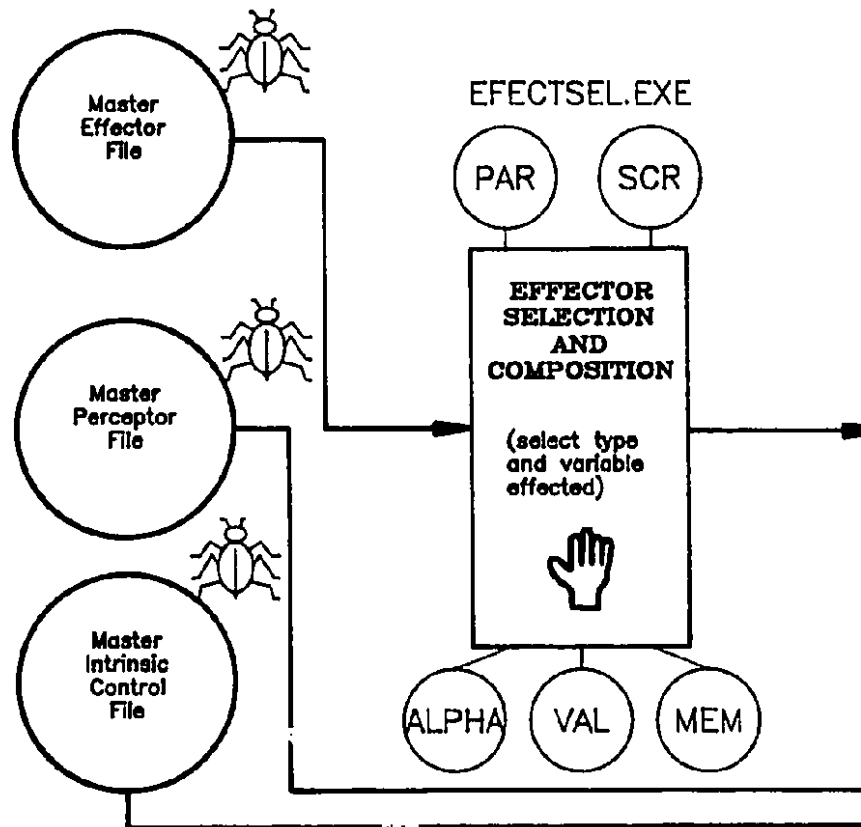 Master
Effector
File
EFECTSEL.EXE
PAR
SCR
EFFECTOR
SELECTION
AND
COMPOSITION
(select type
and variable
effected)
Master
Perceptor
File
Master
Intrinsic
Control
File
ALPHA
VAL
MEM